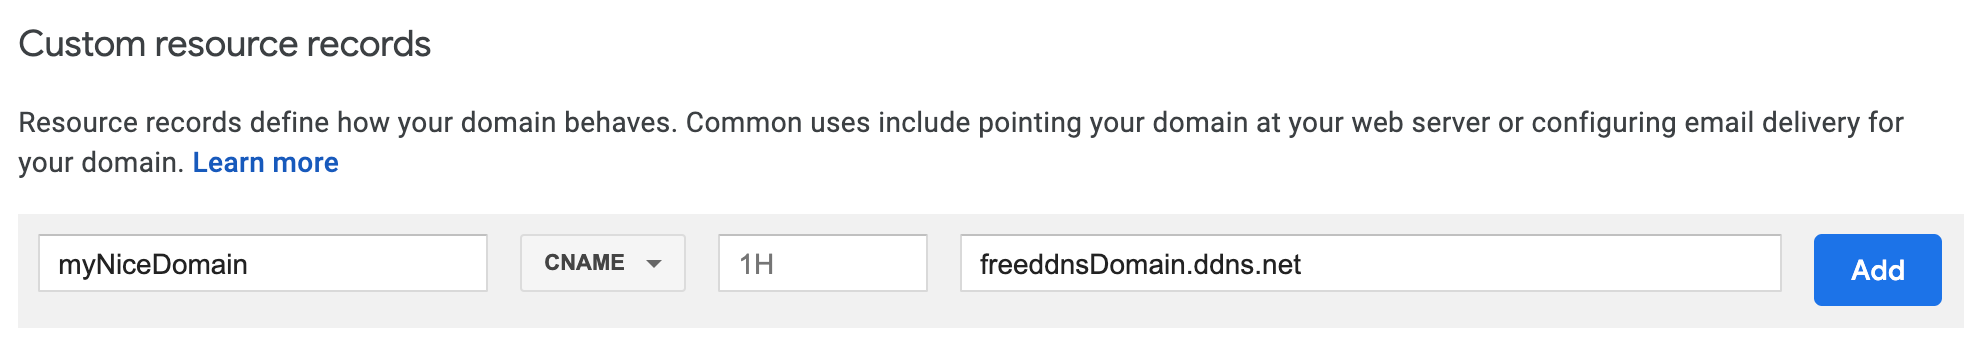 Custom resource records
Resource records define how your domain behaves. Common uses include pointing your domain at your web server or configuring email delivery for
your domain. Learn more
myNiceDomain CNAME 1H freeddnsDomain.ddns.net Add